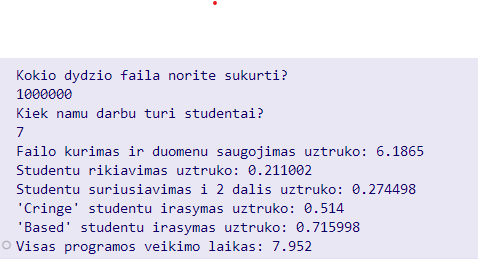 Kokio dydzio faila norite sukurti?
1000000
Kiek namu darbu turi studentai?
7
Failo kurimas ir duomenu saugojimas uztruko: 6.1865
Studentu rikiavimas uztruko: 0.211002
Studentu suriusiavimas i 2 dalis uztruko: 0.274498
'Cringe' studentu irasymas uztruko: 0.514
'Based' studentu irasymas uztruko: 0.715998
Visas programos veikimo laikas: 7.952